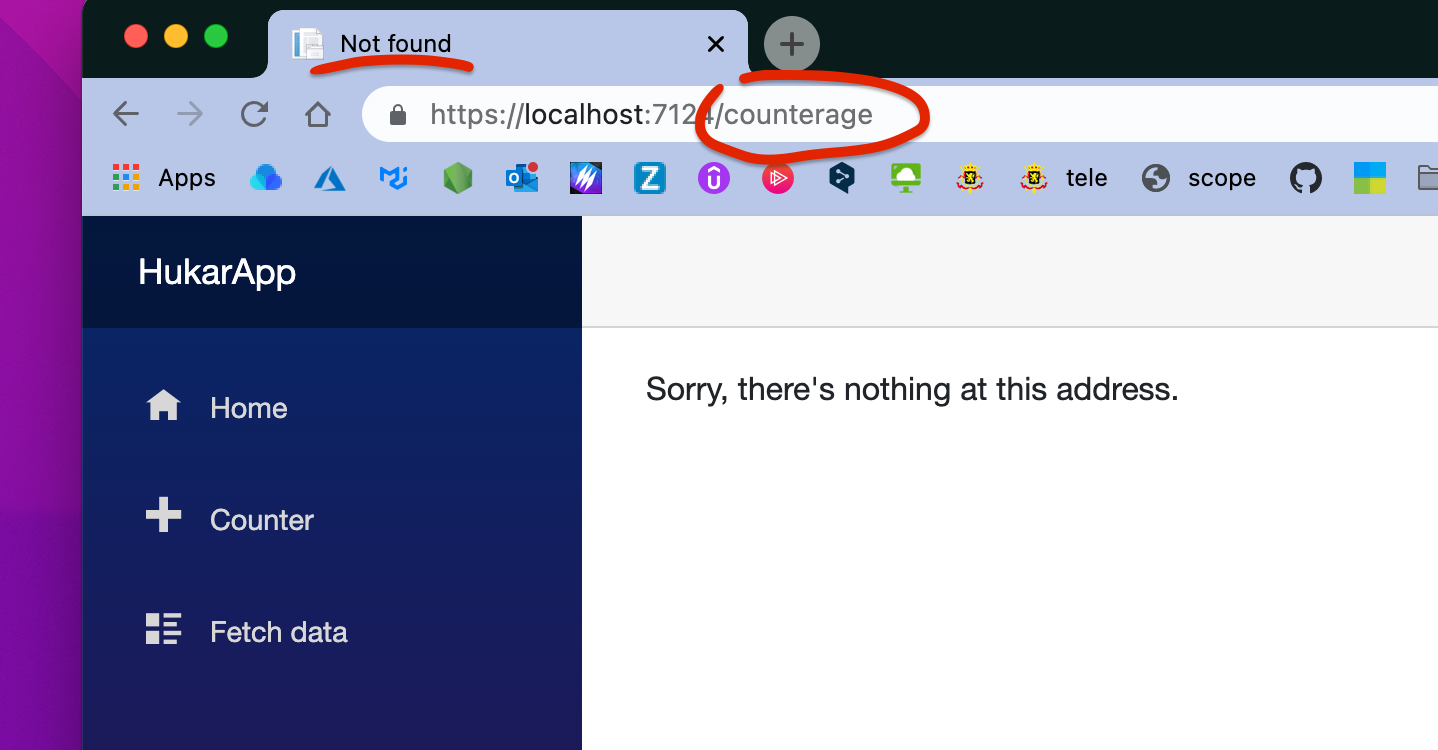 Not found
https://localhost:7124/counterage
Apps
tele
scope
HukarApp
Home
Counter
Fetch data
Sorry, there's nothing at this address.